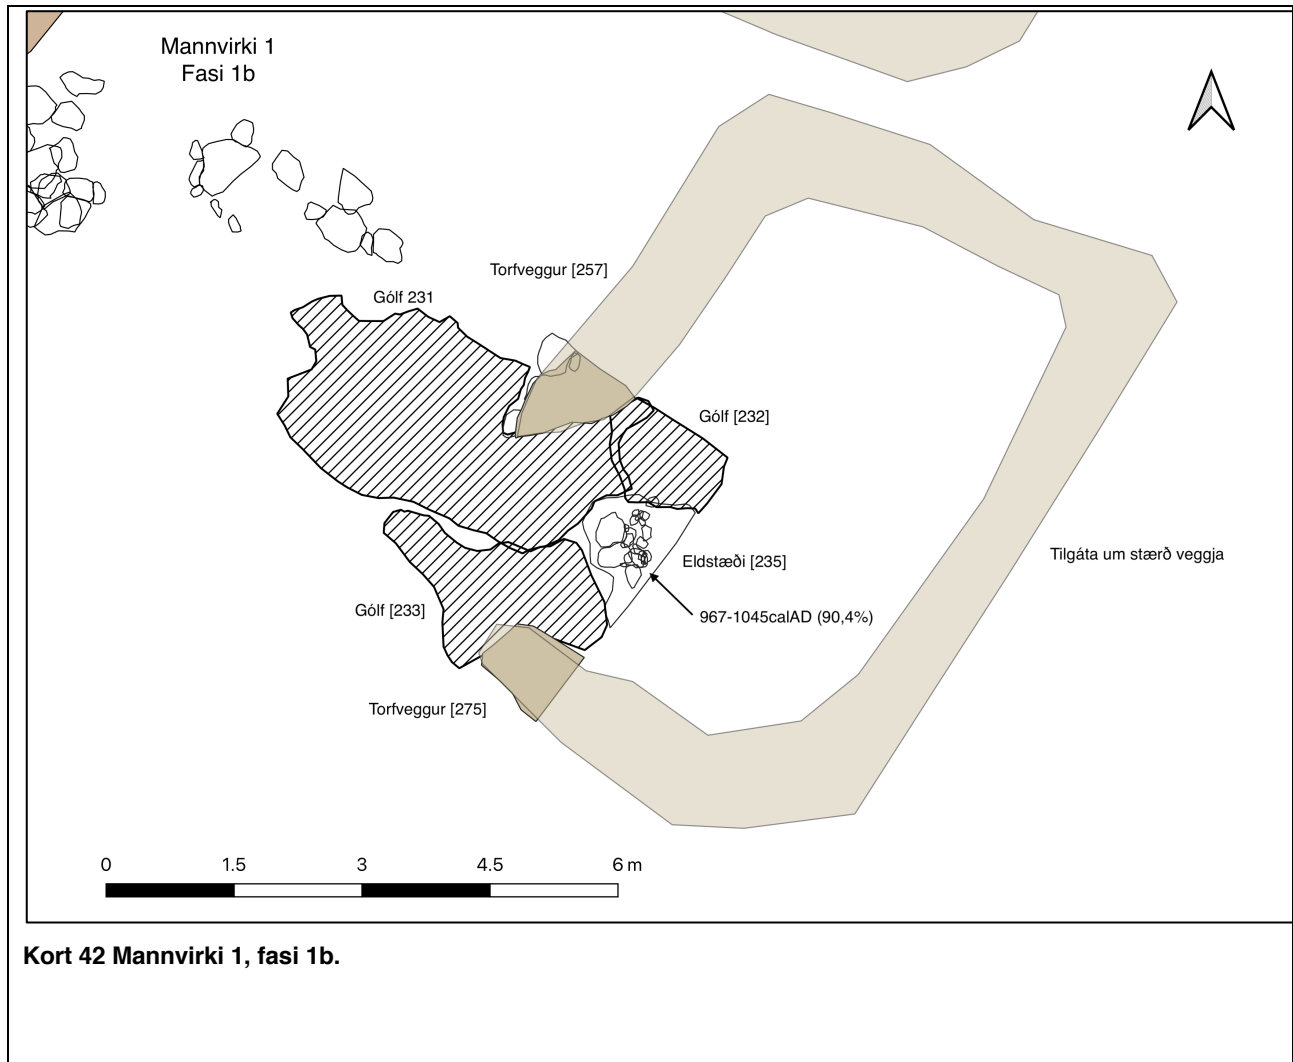 Mannvirki 1
Fasi 1b
Torfveggur [257]
Gólf 231
Gólf [232]
Tilgáta um stærð veggja
Eldstæði [235]
967-1045calAD (90,4%)
Gólf [233]
Torfveggur [275]
0 1.5 3 4.5 6 m
Kort 42 Mannvirki 1, fasi 1b.